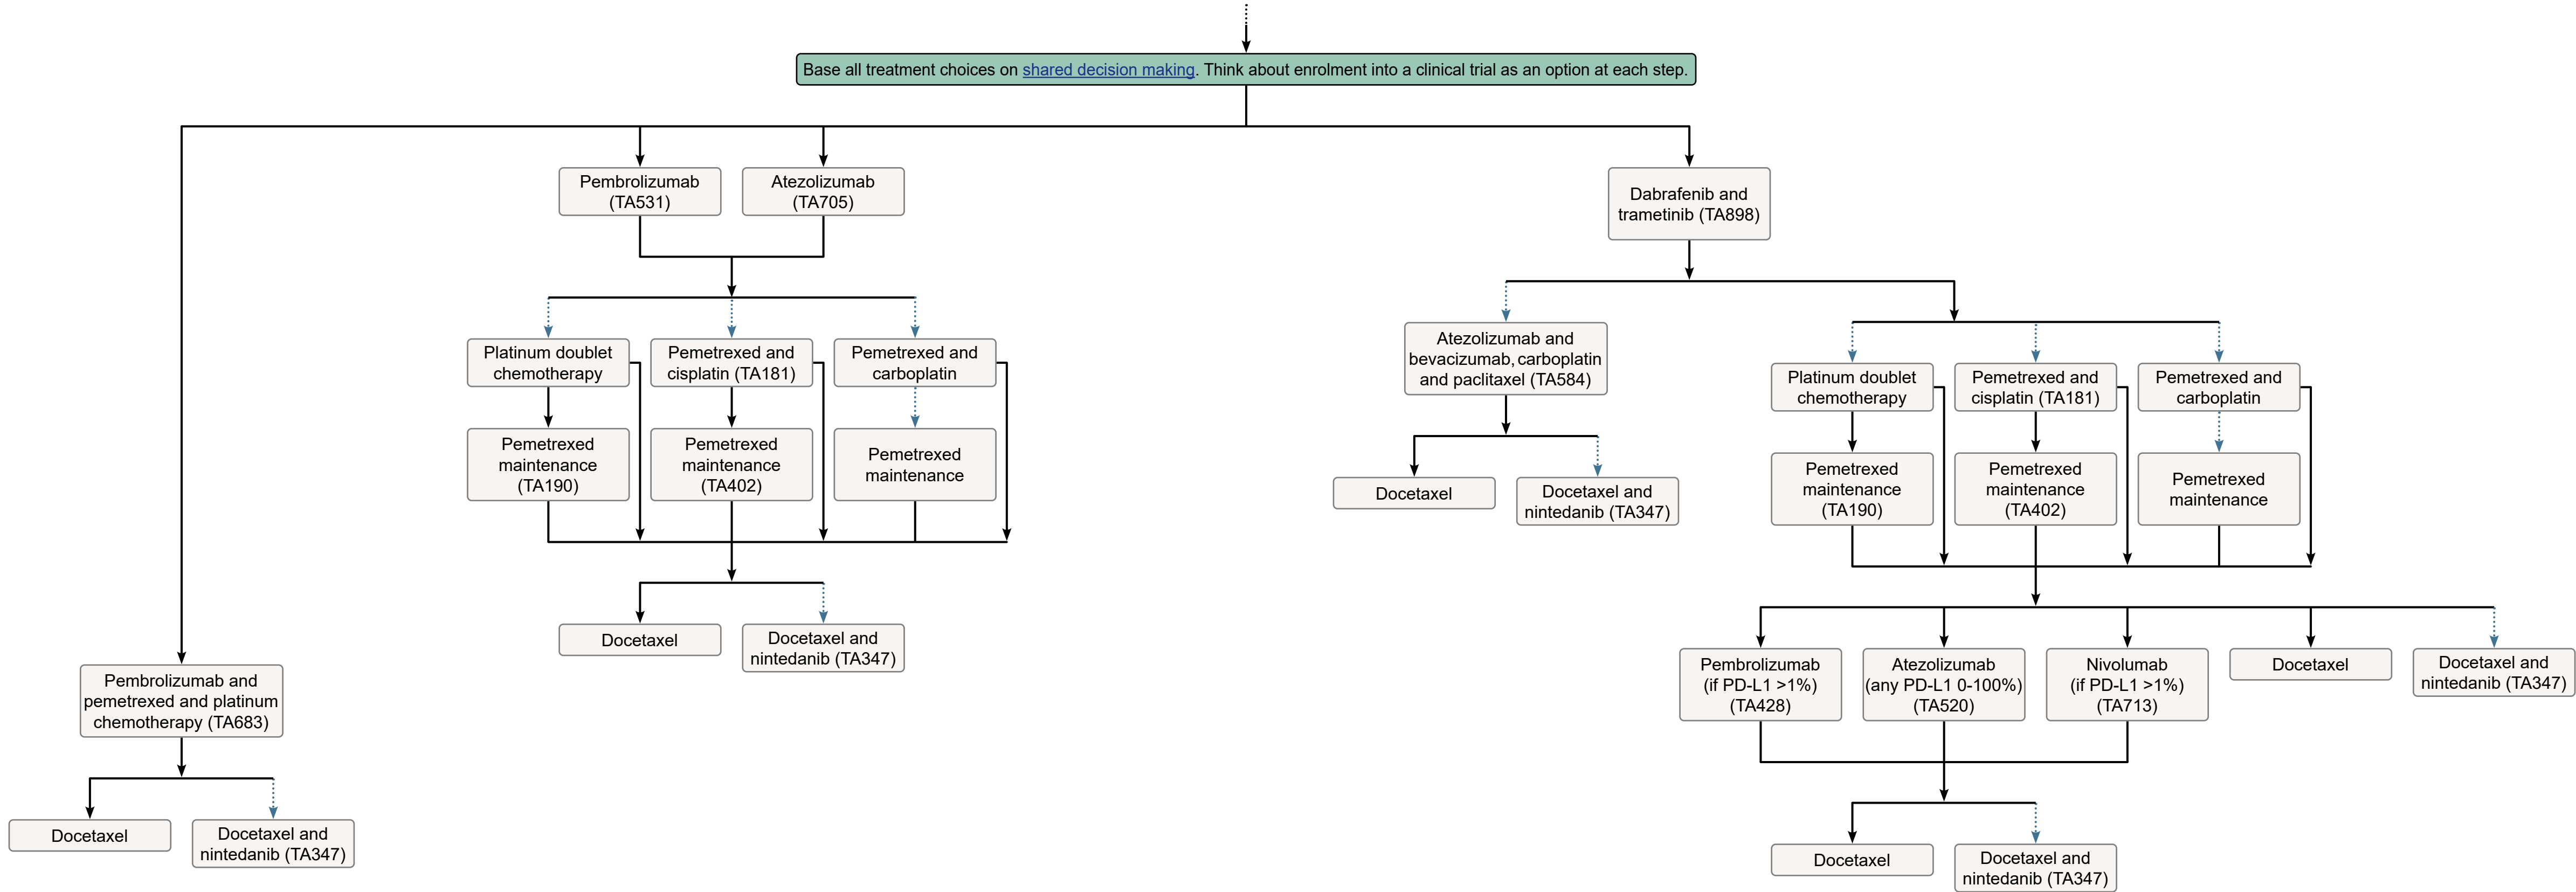 Base all treatment choices on shared decision making. Think about enrolment into a clinical trial as an option at each step.
Pembrolizumab
(TA531)
Atezolizumab
(TA705)
Dabrafenib and
trametinib (TA898)
Platinum doublet
chemotherapy
Pemetrexed and
cisplatin (TA181)
Pemetrexed and
carboplatin
Pemetrexed
maintenance
(TA190)
Pemetrexed
maintenance
(TA402)
Pemetrexed
maintenance
Docetaxel
Docetaxel and
nintedanib (TA347)
Pembrolizumab and
pemetrexed and platinum
chemotherapy (TA683)
Docetaxel
Docetaxel and
nintedanib (TA347)
Atezolizumab and
bevacizumab, carboplatin
and paclitaxel (TA584)
Docetaxel
Docetaxel and
nintedanib (TA347)
Platinum doublet
chemotherapy
Pemetrexed and
cisplatin (TA181)
Pemetrexed and
carboplatin
Pemetrexed
maintenance
(TA190)
Pemetrexed
maintenance
(TA402)
Pemetrexed
maintenance
Pembrolizumab
(if PD-L1 >1%)
(TA428)
Atezolizumab
(any PD-L1 0-100%)
(TA520)
Nivolumab
(if PD-L1 >1%)
(TA713)
Docetaxel
Docetaxel and
nintedanib (TA347)
Docetaxel
Docetaxel and
nintedanib (TA347)